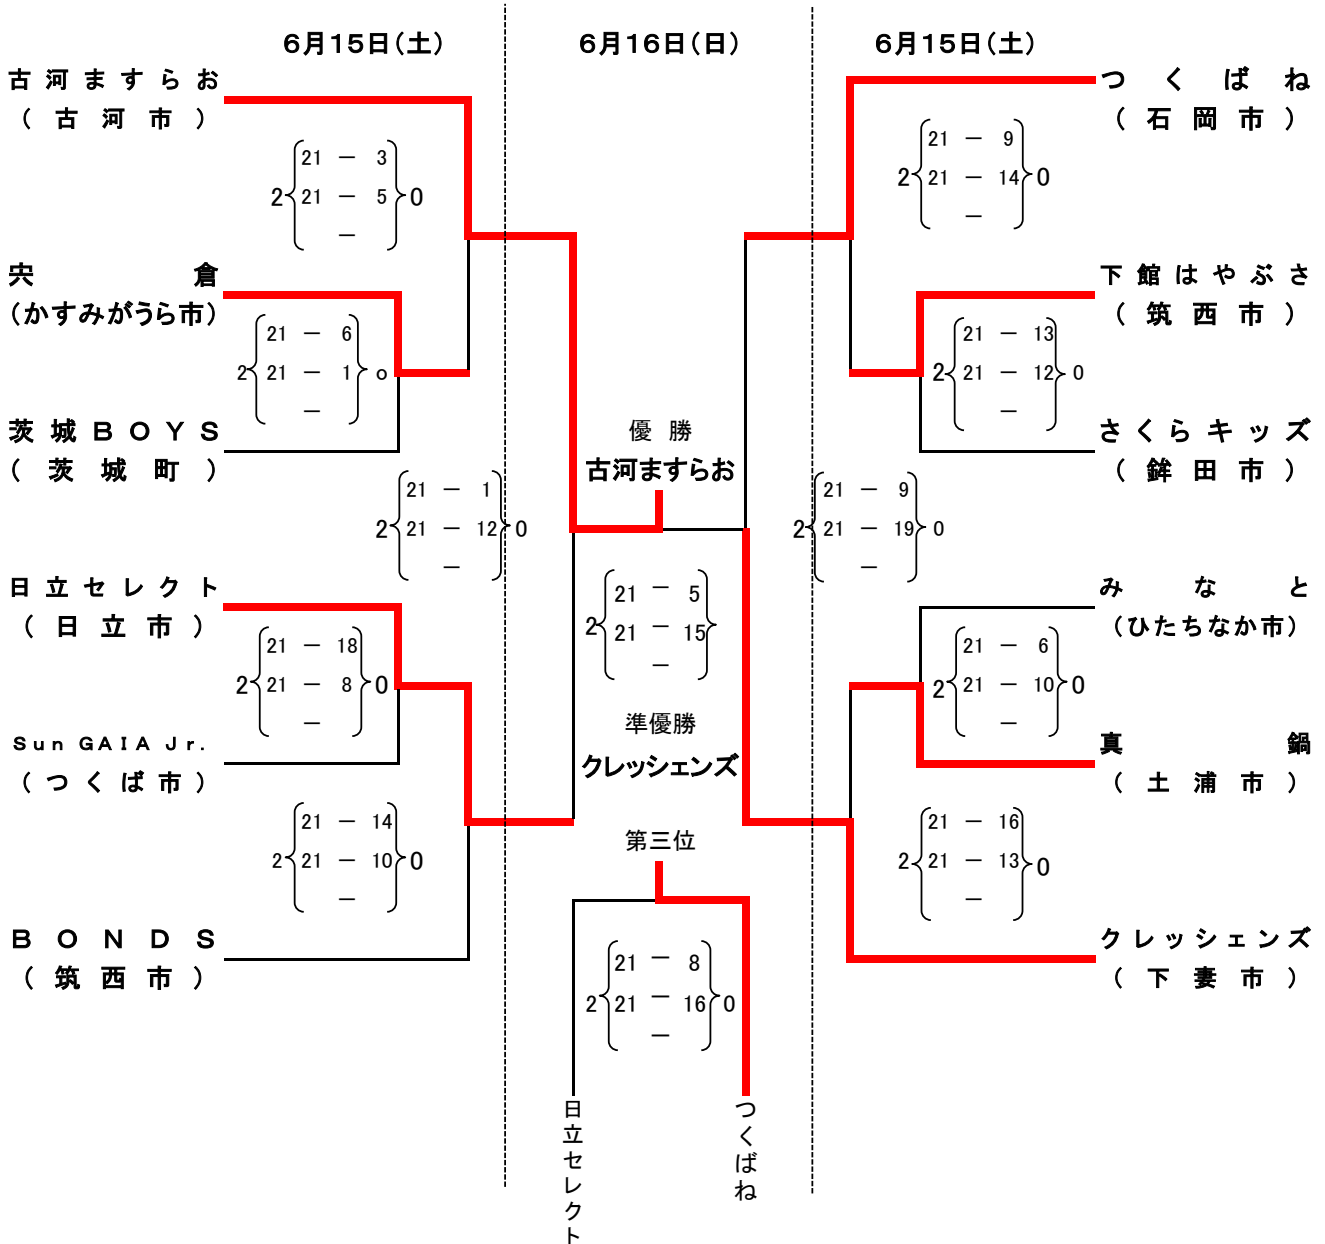 6月15日(土)
6月16日(日)
6月15日(土)
古河ますらお
(古河市)
21 － 3
2 21 － 5 0
－
宍倉
(かすみがうら市)
21 － 6
2 21 － 1 o
－
茨城ＢＯＹＳ
(茨城町)
21 － 1
2 21 － 12 0
－
日立セレクト
(日立市)
21 － 18
2 21 － 8 0
－
Sun GAIA Jr.
(つくば市)
21 － 14
2 21 － 10 0
－
ＢＯＮＤＳ
(筑西市)
優勝
古河ますらお
21 － 5
2 21 － 15
－
準優勝
クレッシェンズ
第三位
21 － 8
2 21 － 16 0
－
日立セレクト
つくばね
つくばね
(石岡市)
21 － 9
2 21 － 14 0
－
下館はやぶさ
(筑西市)
21 － 13
2 21 － 12 0
－
さくらキッズ
(鉾田市)
21 － 9
2 21 － 19 0
－
みなと
(ひたちなか市)
21 － 6
2 21 － 10 0
－
真鍋
(土浦市)
21 － 16
2 21 － 13 0
－
クレッシェンズ
(下妻市)